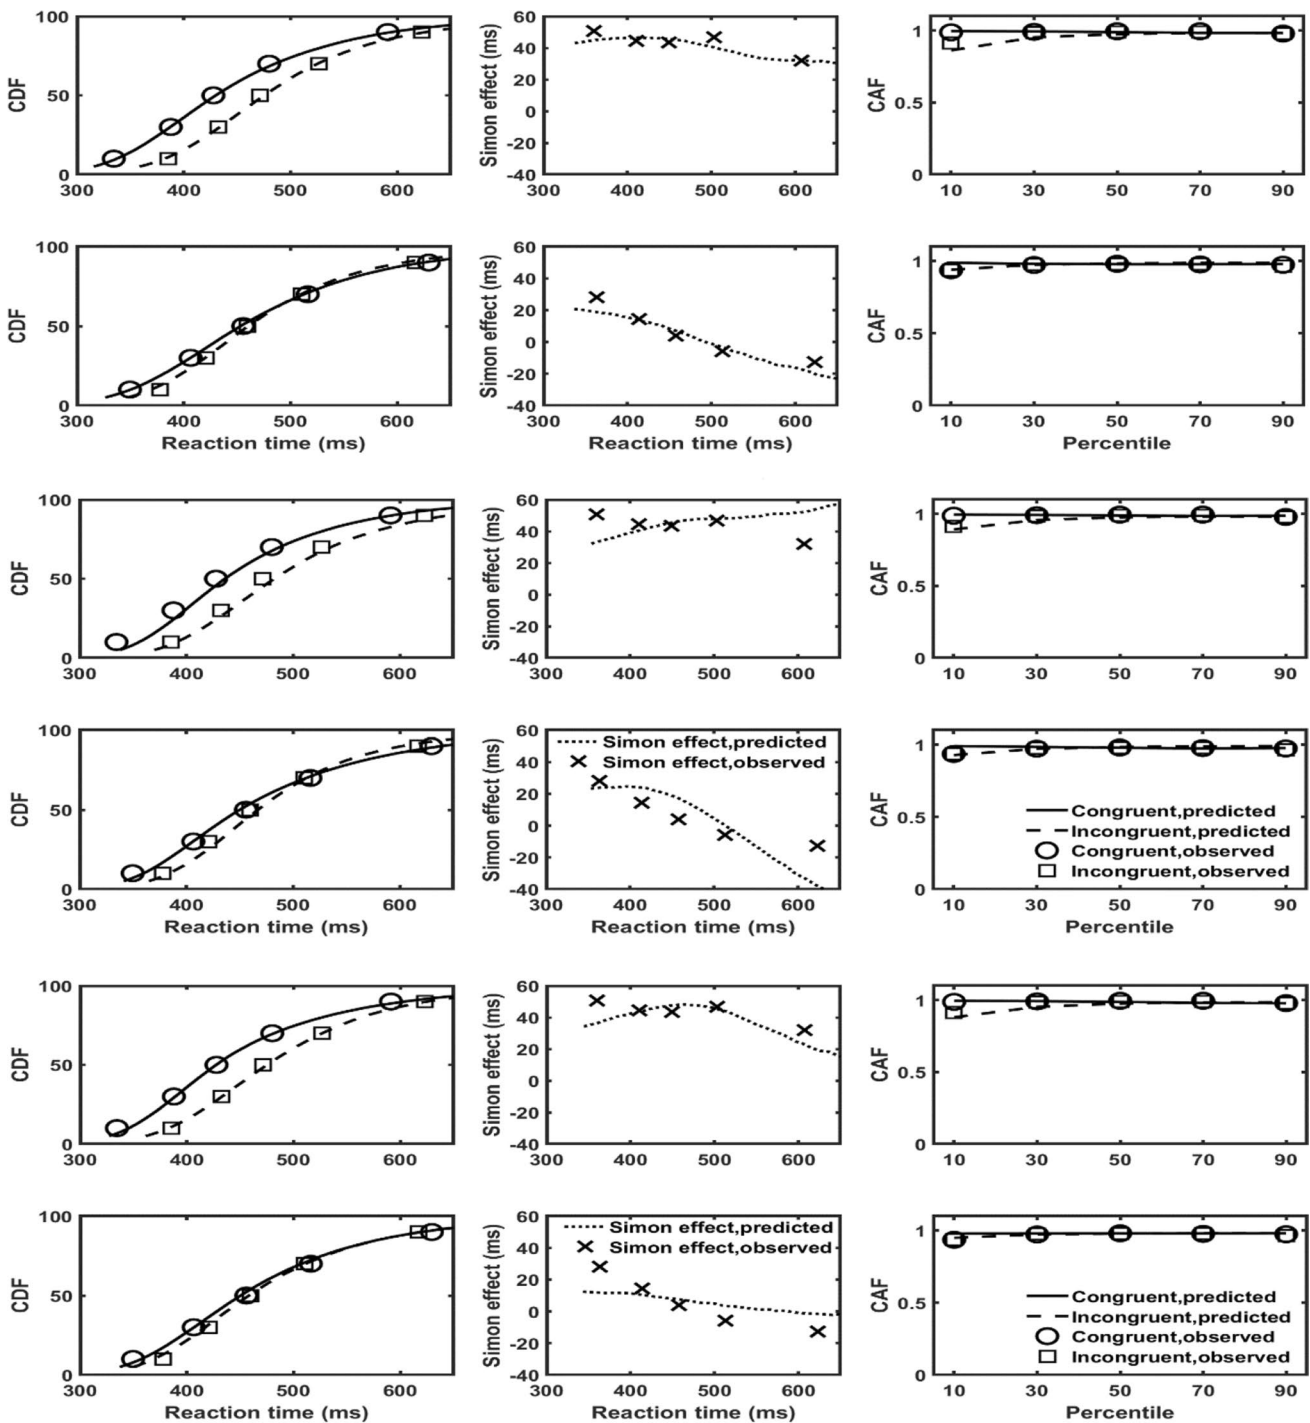 100
50
0
CDF
300 400 500 600
60
40
20
0
-20
-40
Simon effect (ms)
300 400 500 600
1
0.5
CAF
10 30 50 70 90
100
50
0
CDF
300 400 500 600
Reaction time (ms)
60
40
20
0
-20
-40
Simon effect (ms)
300 400 500 600
Reaction time (ms)
1
0.5
0
CAF
10 30 50 70 90
Percentile
100
50
0
CDF
300 400 500 600
60
40
20
0
-20
-40
Simon effect (ms)
300 400 500 600
1
0.5
0
CAF
10 30 50 70 90
100
50
0
CDF
300 400 500 600
Reaction time (ms)
60
40
20
0
-20
-40
Simon effect (ms)
Simon effect,predicted
Simon effect,observed
300 400 500 600
Reaction time (ms)
1
0.5
0
CAF
Congruent,predicted
Incongruent,predicted
Congruent,observed
Incongruent,observed
10 30 50 70 90
Percentile
100
50
0
CDF
300 400 500 600
60
40
20
0
-20
-40
Simon effect (ms)
300 400 500 600
1
0.5
0
CAF
10 30 50 70 90
100
50
0
CDF
300 400 500 600
Reaction time (ms)
60
40
20
0
-20
-40
Simon effect (ms)
Simon effect,predicted
Simon effect,observed
300 400 500 600
Reaction time (ms)
1
0.5
0
CAF
Congruent,predicted
Incongruent,predicted
Congruent,observed
Incongruent,observed
10 30 50 70 90
Percentile